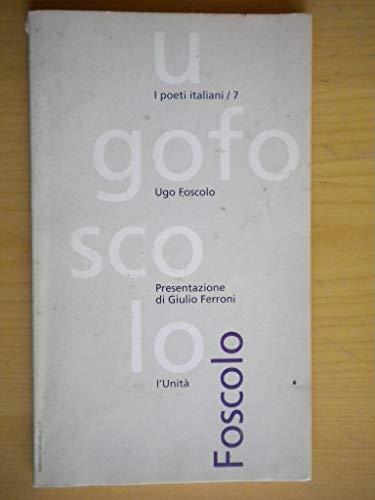 u
I poeti italiani / 7
gofo
Ugo Foscolo
sco
Presentazione
di Giulio Ferroni
lo
l'Unità
Foscolo